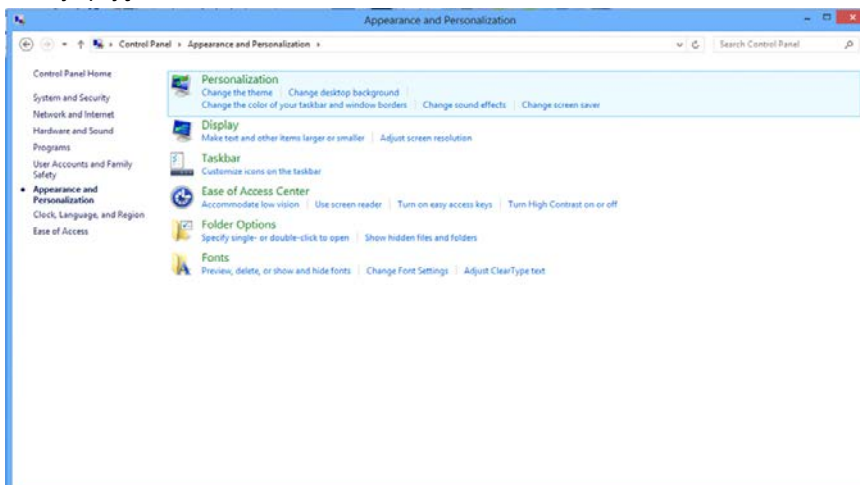 Appearance and Personalization
Control Panel Appearance and Personalization
Search Control Panel
Control Panel Home
System and Security
Network and Internet
Hardware and Sound
Programs
User Accounts and Family
Safety
Appearance and
Personalization
Clock, Language, and Region
Ease of Access
Personalization
Change the theme
Change desktop background
Change the color of your taskbar and window borders
Change sound effects
Change screen saver
Display
Make text and other items larger or smaller
Adjust screen resolution
Taskbar
Customize icons on the taskbar
Ease of Access Center
Accommodate low vision
Use screen reader
Turn on easy access keys
Turn High Contrast on or off
Folder Options
Specify single- or double-click to open
Show hidden files and folders
Fonts
Preview, delete, or show and hide fonts
Change Font Settings
Adjust ClearType text